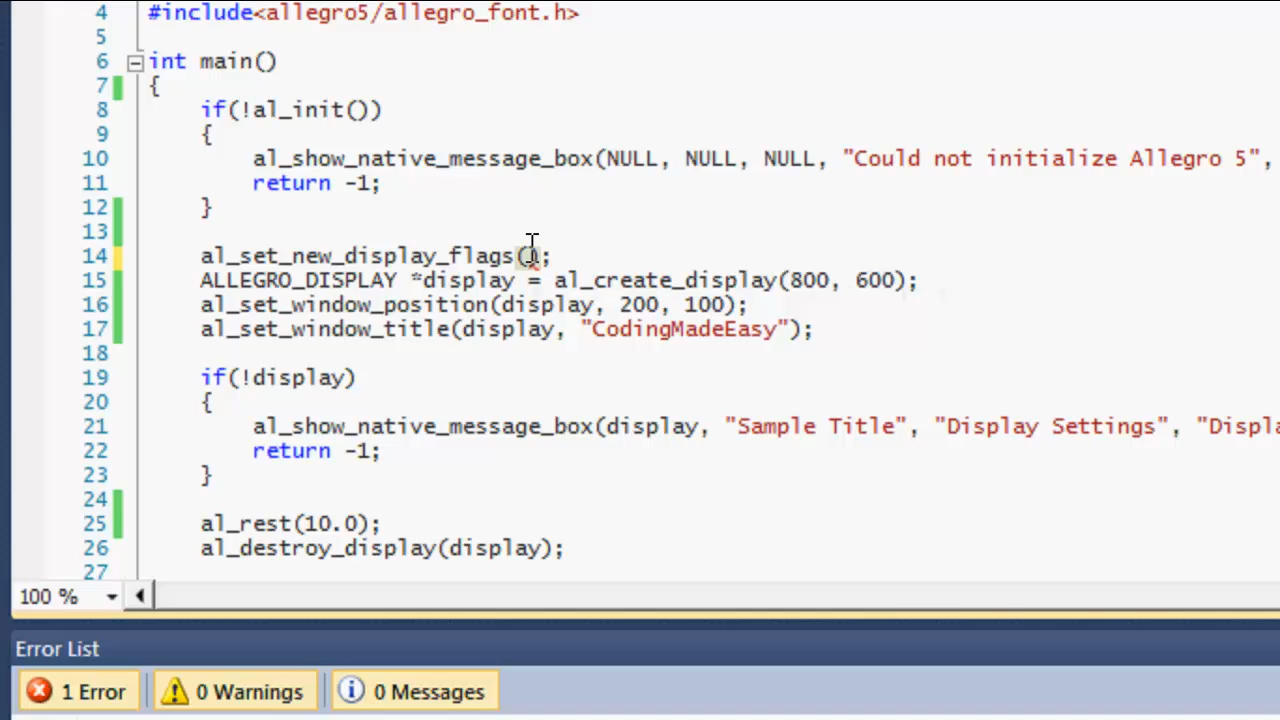 4 #include<allegro5/allegro_font.h>
5
6 int main()
7 {
8 if(!al_init())
9 {
10 al_show_native_message_box(NULL, NULL, NULL, "Could not initialize Allegro 5",
11 return -1;
12 }
13
14 al_set_new_display_flags();
15 ALLEGRO_DISPLAY *display = al_create_display(800, 600);
16 al_set_window_position(display, 200, 100);
17 al_set_window_title(display, "CodingMadeEasy");
18
19 if(!display)
20 {
21 al_show_native_message_box(display, "Sample Title", "Display Settings", "Displa
22 return -1;
23 }
24
25 al_rest(10.0);
26 al_destroy_display(display);
27
100 %
Error List
1 Error 0 Warnings 0 Messages